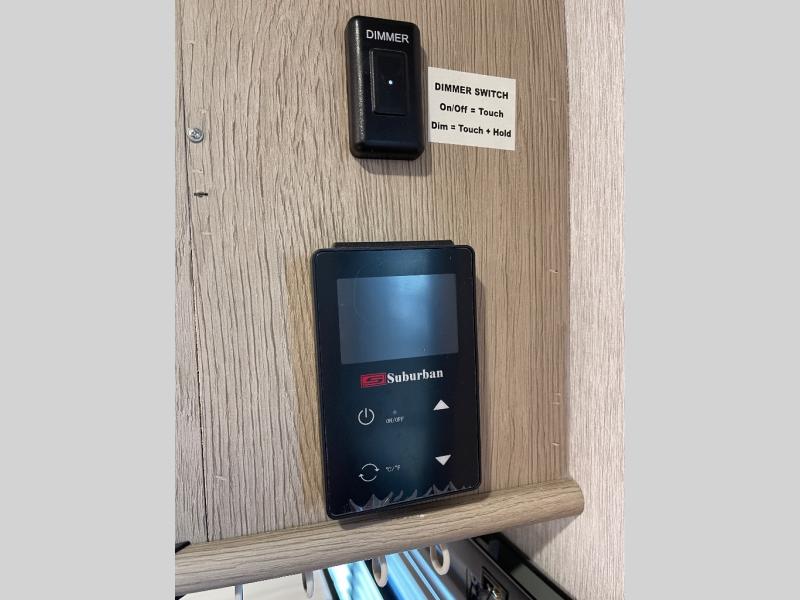 DIMMER
DIMMER SWITCH
On/Off = Touch
Dim = Touch + Hold
Suburban
ON/OFF
°C/°F